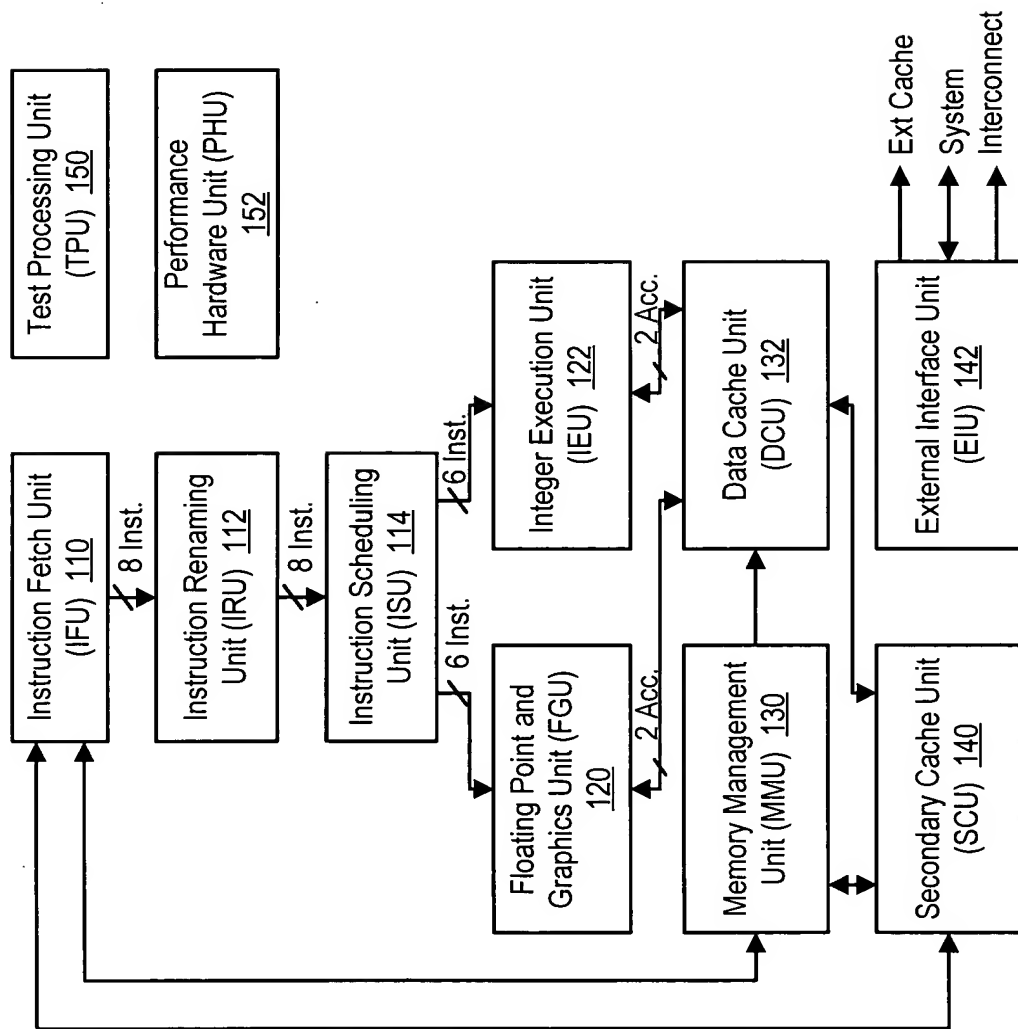 Instruction Fetch Unit
(IFU) 110
8 Inst.
Instruction Renaming
Unit (IRU) 112
8 Inst.
Instruction Scheduling
Unit (ISU) 114
6 Inst.
6 Inst.
Test Processing Unit
(TPU) 150
Performance
Hardware Unit (PHU)
152
Floating Point and
Graphics Unit (FGU)
120
2 Acc.
Integer Execution Unit
(IEU) 122
2 Acc.
Memory Management
Unit (MMU) 130
Data Cache Unit
(DCU) 132
Secondary Cache Unit
(SCU) 140
External Interface Unit
(EIU) 142
Ext Cache
System
Interconnect